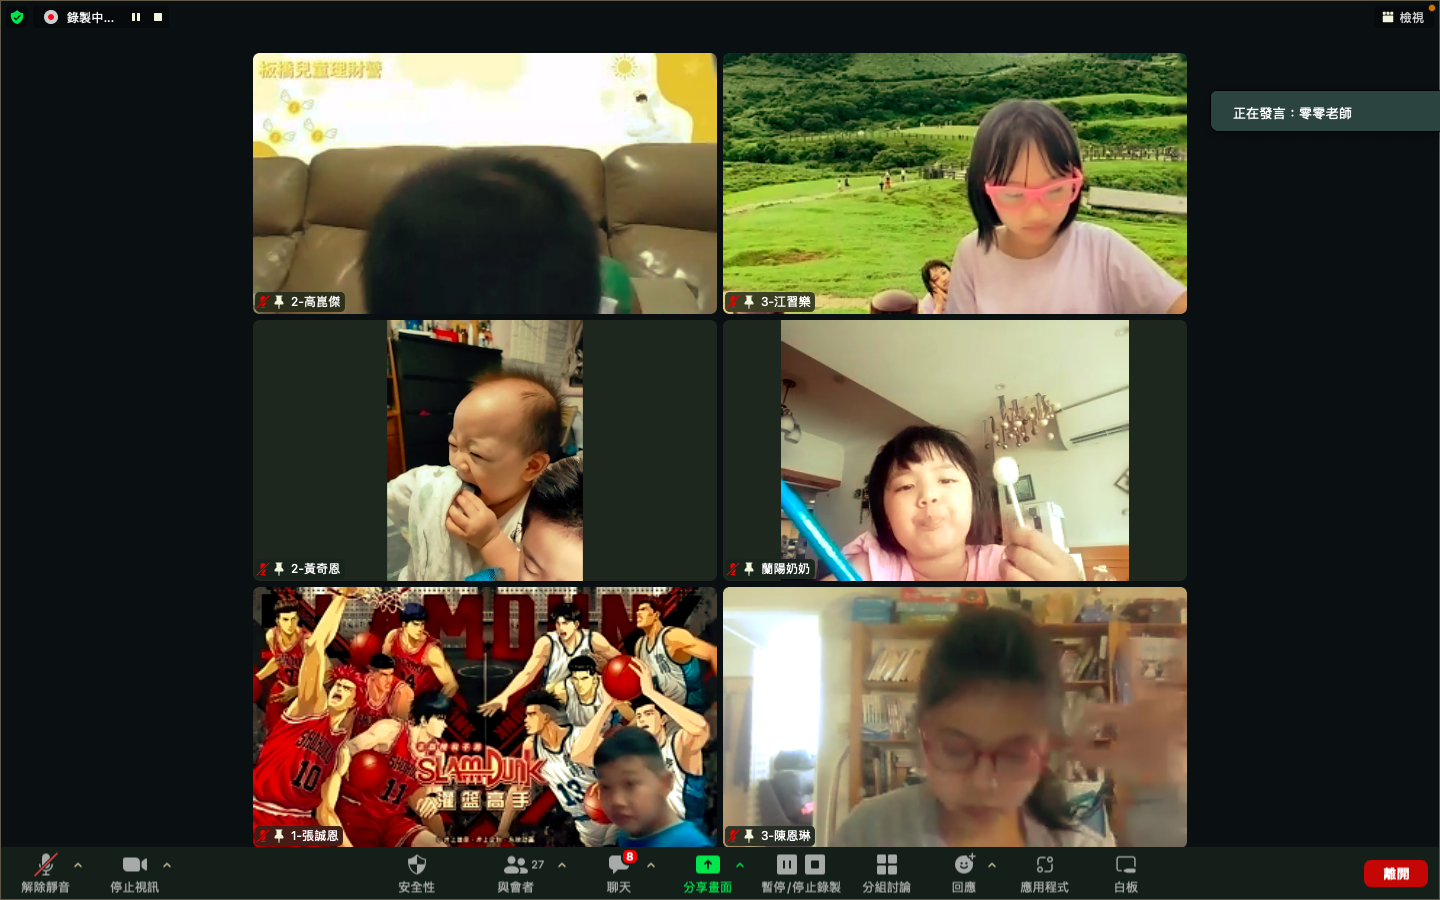 錄製中...
檢視
正在發言：零零老師
板橋兒童理財營
2-高崑傑
3-江習樂
2-黃奇恩
蘭陽奶奶
SLAM DUNK
灌籃高手
SHOHOKU
10
11
13
1-張誠恩
3-陳恩琳
解除靜音
停止視訊
安全性
27
與會者
8
聊天
分享畫面
暫停/停止錄製
分組討論
回應
應用程式
白板
離開